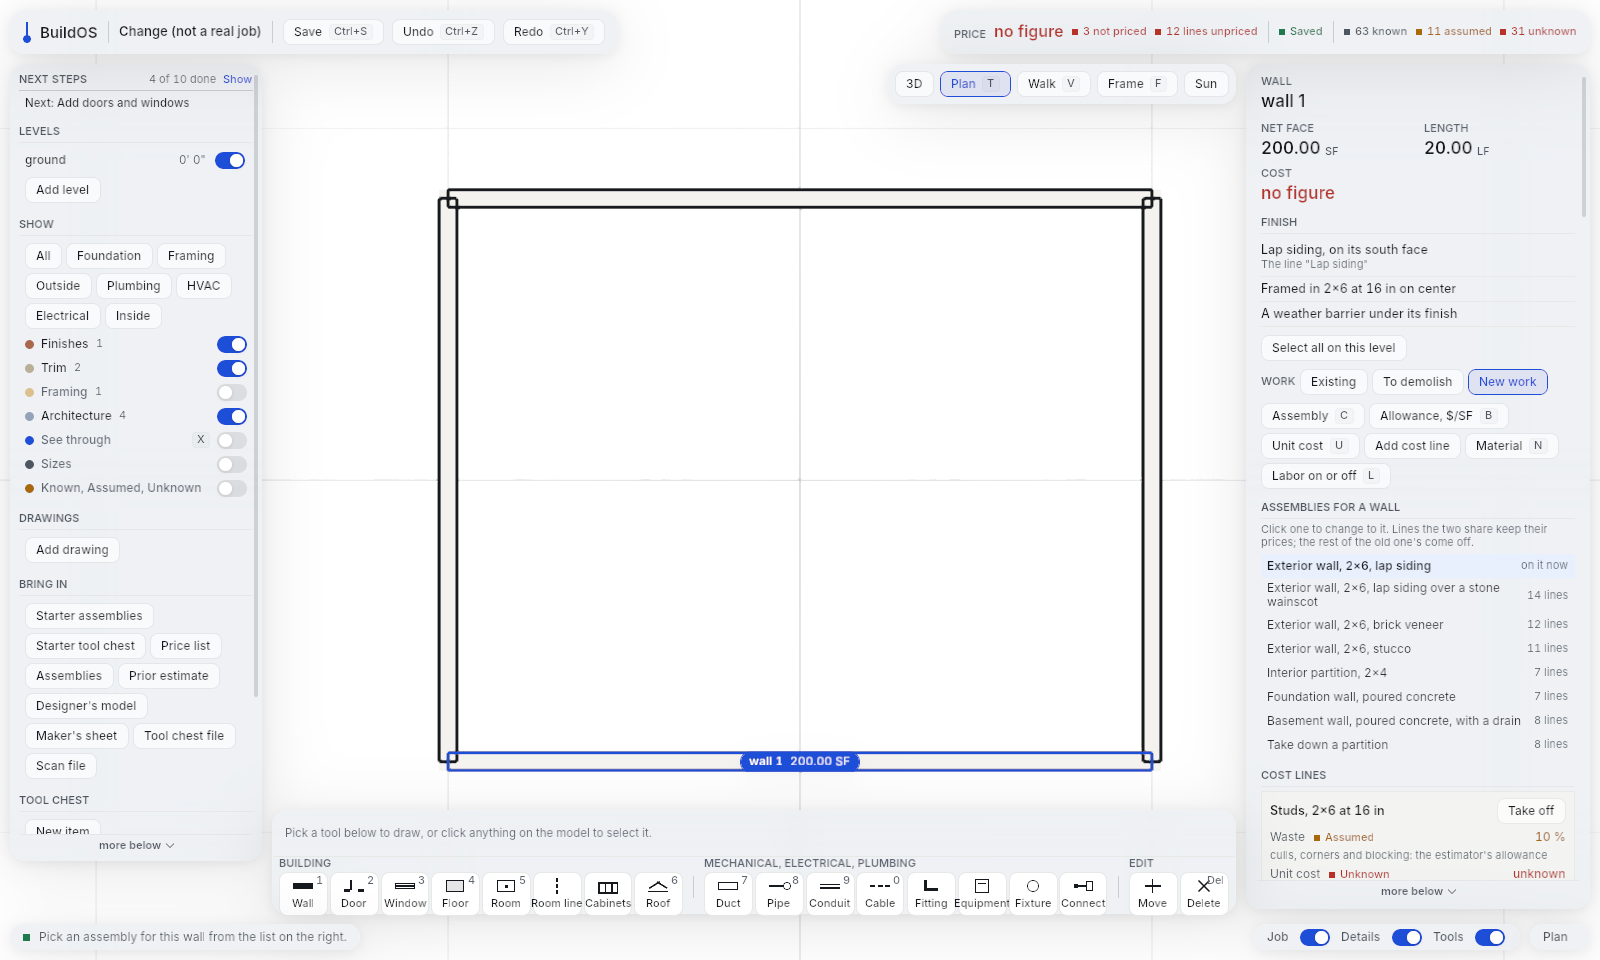 BuildOS
Change (not a real job)
Save Ctrl+S
Undo Ctrl+Z
Redo Ctrl+Y
PRICE no figure 3 not priced 12 lines unpriced Saved 63 known 11 assumed 31 unknown
3D
Plan T
Walk V
Frame F
Sun
NEXT STEPS 4 of 10 done Show
Next: Add doors and windows
LEVELS
ground 0' 0"
Add level
SHOW
All Foundation Framing
Outside Plumbing HVAC
Electrical Inside
Finishes 1
Trim 2
Framing 1
Architecture 4
See through X
Sizes
Known, Assumed, Unknown
DRAWINGS
Add drawing
BRING IN
Starter assemblies
Starter tool chest Price list
Assemblies Prior estimate
Designer's model
Maker's sheet Tool chest file
Scan file
TOOL CHEST
New item
more below
wall 1 200.00 SF
Pick a tool below to draw, or click anything on the model to select it.
BUILDING
Wall 1
Door 2
Window 3
Floor 4
Room 5
Room line
Cabinets
Roof 6
MECHANICAL, ELECTRICAL, PLUMBING
Duct 7
Pipe 8
Conduit 9
Cable 0
Fitting
Equipment
Fixture
Connect
EDIT
Move
Delete Del
WALL
wall 1
NET FACE LENGTH
200.00 SF 20.00 LF
COST
no figure
FINISH
Lap siding, on its south face
The line "Lap siding"
Framed in 2×6 at 16 in on center
A weather barrier under its finish
Select all on this level
WORK Existing To demolish New work
Assembly C Allowance, $/SF B
Unit cost U Add cost line Material N
Labor on or off L
ASSEMBLIES FOR A WALL
Click one to change to it. Lines the two share keep their
prices; the rest of the old one's come off.
Exterior wall, 2×6, lap siding on it now
Exterior wall, 2×6, lap siding over a stone
wainscot 14 lines
Exterior wall, 2×6, brick veneer 12 lines
Exterior wall, 2×6, stucco 11 lines
Interior partition, 2×4 7 lines
Foundation wall, poured concrete 7 lines
Basement wall, poured concrete, with a drain 8 lines
Take down a partition 8 lines
COST LINES
Studs, 2×6 at 16 in Take off
Waste Assumed 10 %
culls, corners and blocking: the estimator's allowance
Unit cost Unknown unknown
more below
Pick an assembly for this wall from the list on the right.
Job Details Tools Plan